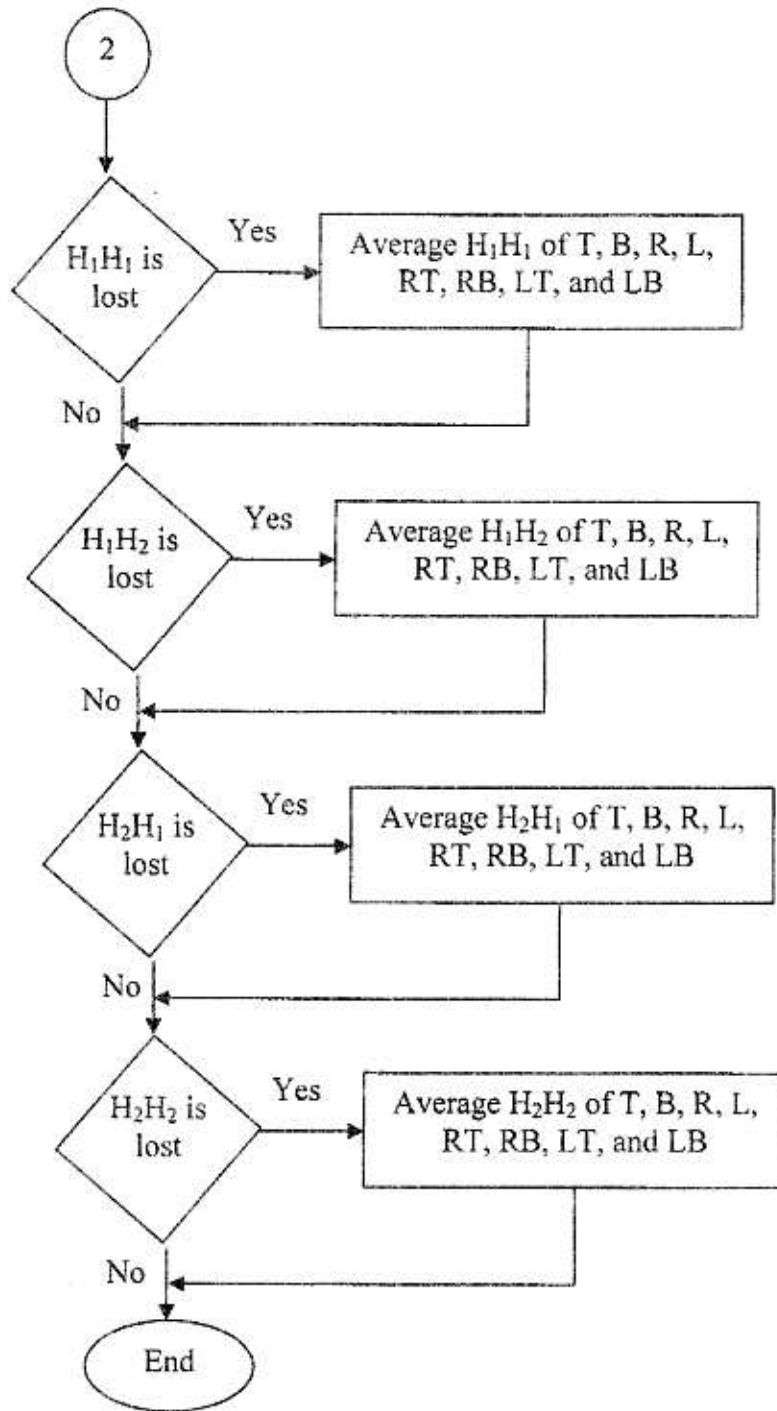 2
H₁H₁ is
lost
Yes
Average H₁H₁ of T, B, R, L,
RT, RB, LT, and LB
No
H₁H₂ is
lost
Yes
Average H₁H₂ of T, B, R, L,
RT, RB, LT, and LB
No
H₂H₁ is
lost
Yes
Average H₂H₁ of T, B, R, L,
RT, RB, LT, and LB
No
H₂H₂ is
lost
Yes
Average H₂H₂ of T, B, R, L,
RT, RB, LT, and LB
No
End